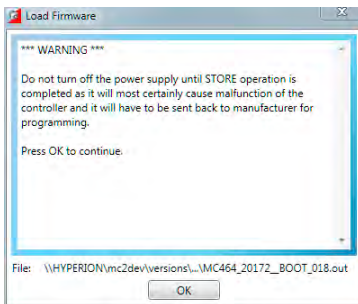 Load Firmware
*** WARNING ***
Do not turn off the power supply until STORE operation is
completed as it will most certainly cause malfunction of the
controller and it will have to be sent back to manufacturer for
programming.
Press OK to continue.
File: \\HYPERION\mc2dev\versions\...\MC464_20172__BOOT_018.out
OK